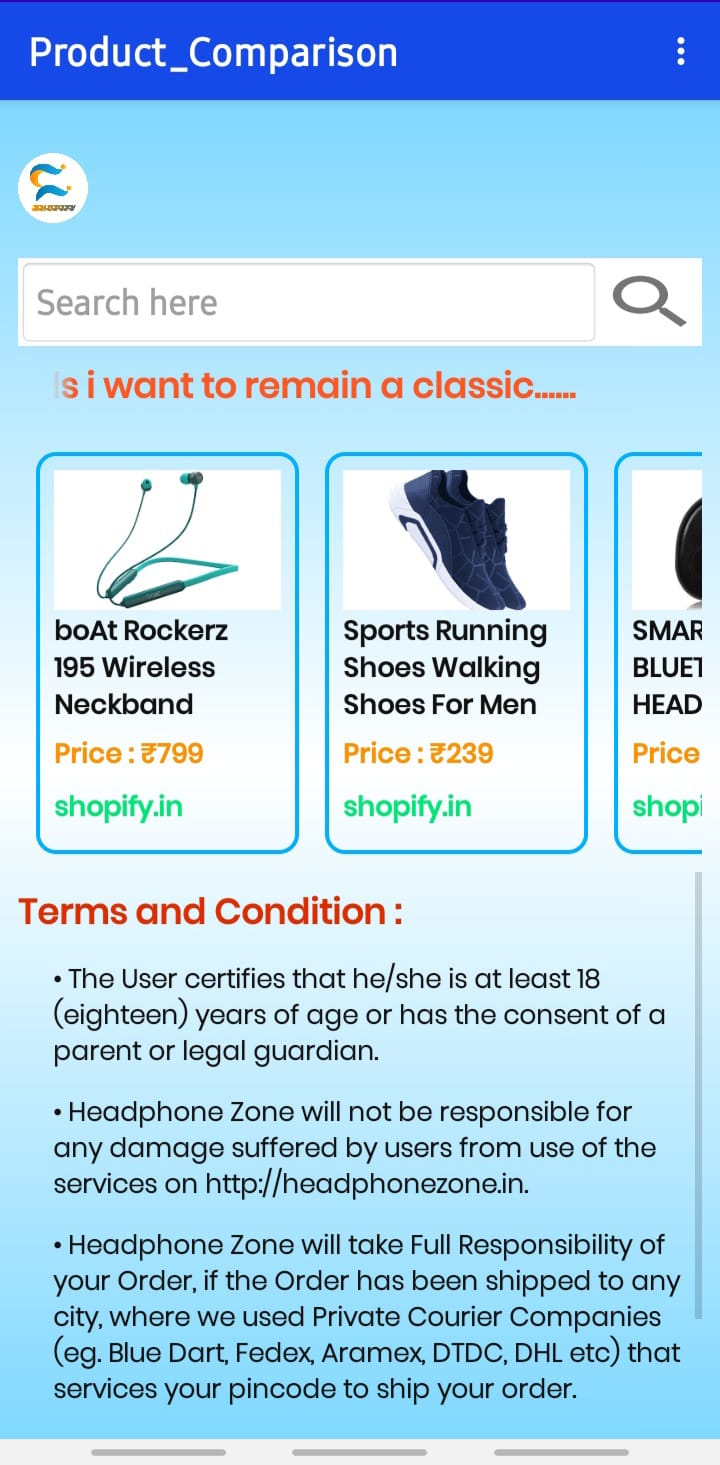 Product_Comparison
Search here
s i want to remain a classic......
boAt Rockerz
195 Wireless
Neckband
Price : ₹799
shopify.in
Sports Running
Shoes Walking
Shoes For Men
Price : ₹239
shopify.in
SMAR
BLUET
HEAD
Price
shopi
Terms and Condition :
• The User certifies that he/she is at least 18
(eighteen) years of age or has the consent of a
parent or legal guardian.
• Headphone Zone will not be responsible for
any damage suffered by users from use of the
services on http://headphonezone.in.
• Headphone Zone will take Full Responsibility of
your Order, if the Order has been shipped to any
city, where we used Private Courier Companies
(eg. Blue Dart, Fedex, Aramex, DTDC, DHL etc) that
services your pincode to ship your order.